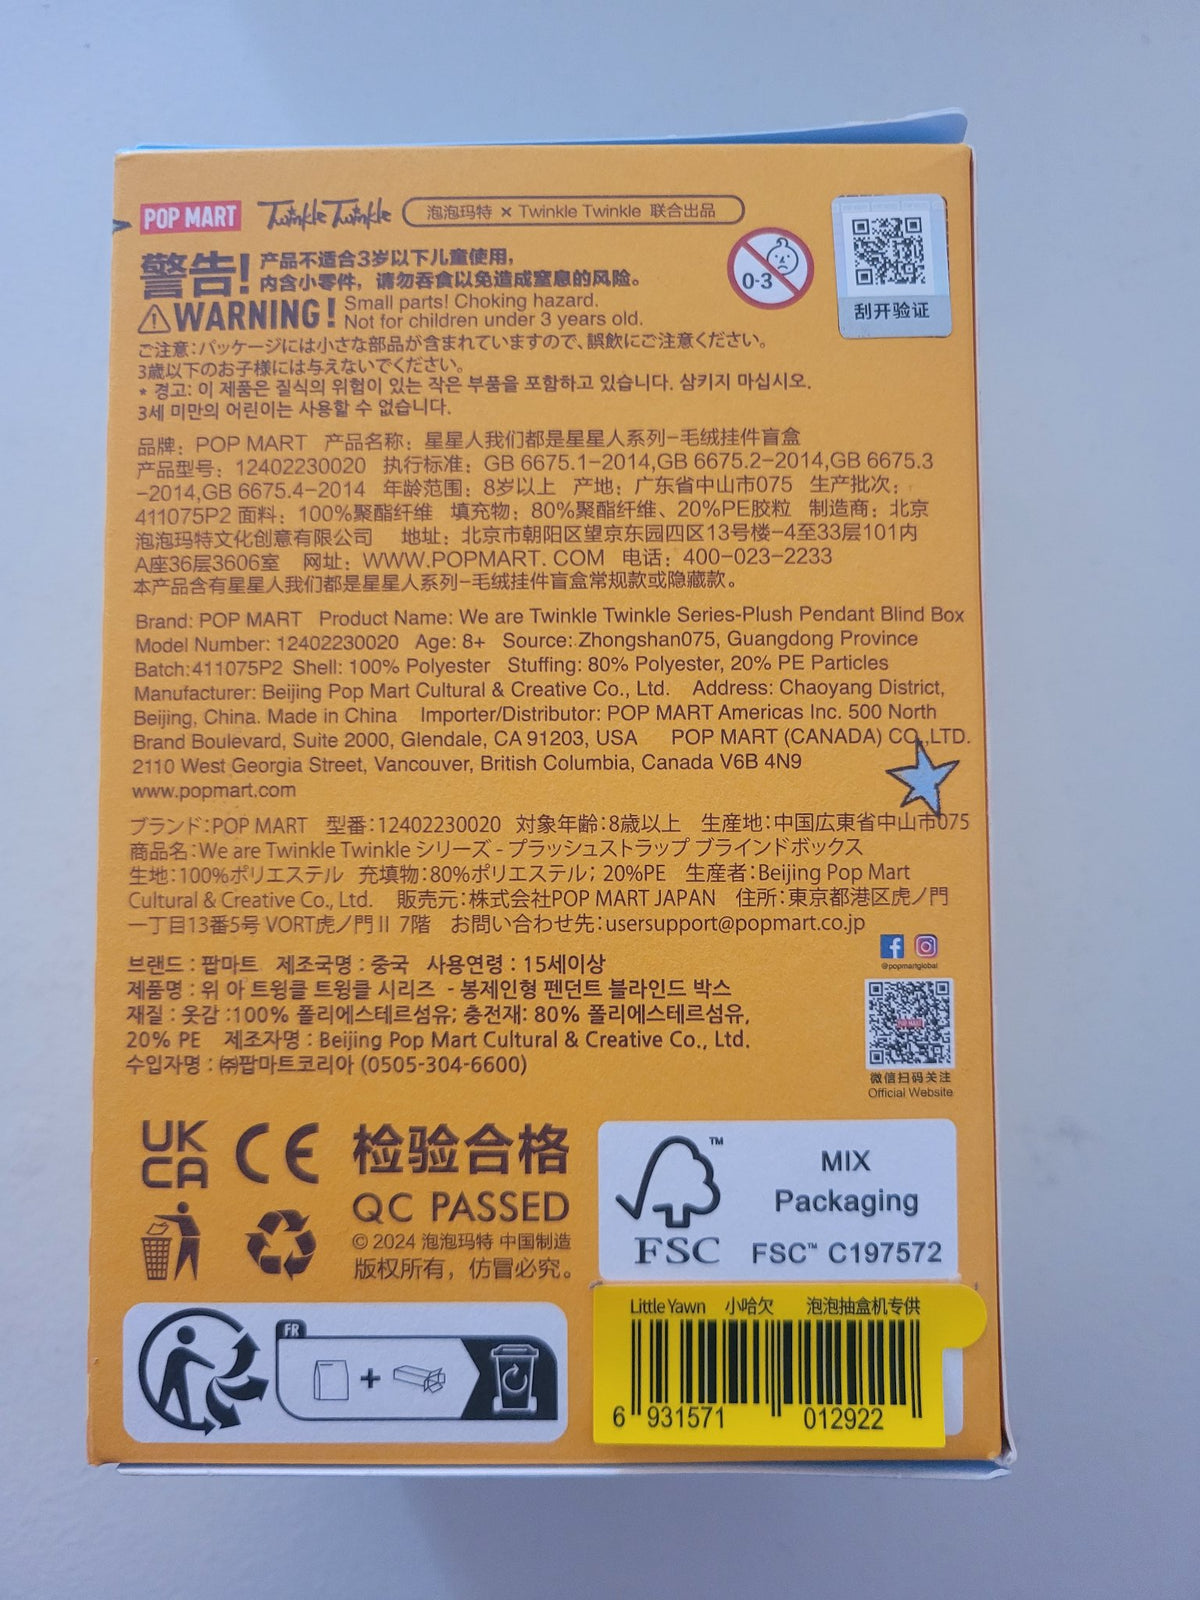 POP MART Twinkle Twinkle 泡泡玛特 × Twinkle Twinkle 联合出品
警告! 产品不适合3岁以下儿童使用，
内含小零件，请勿吞食以免造成窒息的风险。
0-3
刮开验证
WARNING! Small parts! Choking hazard.
Not for children under 3 years old.
ご注意：パッケージには小さな部品が含まれていますので、誤飲にご注意ください。
3歳以下のお子様には与えないでください。
* 경고: 이 제품은 질식의 위험이 있는 작은 부품을 포함하고 있습니다. 삼키지 마십시오.
3세 미만의 어린이는 사용할 수 없습니다.
品牌：POP MART 产品名称：星星人我们都是星星人系列-毛绒挂件盲盒
产品型号：12402230020 执行标准：GB 6675.1-2014,GB 6675.2-2014,GB 6675.3
-2014,GB 6675.4-2014 年龄范围：8岁以上 产地：广东省中山市075 生产批次：
411075P2 面料：100%聚酯纤维 填充物：80%聚酯纤维、20%PE胶粒 制造商：北京
泡泡玛特文化创意有限公司 地址：北京市朝阳区望京东园四区13号楼-4至33层101内
A座36层3606室 网址：WWW.POPMART. COM 电话：400-023-2233
本产品含有星星人我们都是星星人系列-毛绒挂件盲盒常规款或隐藏款。
Brand: POP MART Product Name: We are Twinkle Twinkle Series-Plush Pendant Blind Box
Model Number: 12402230020 Age: 8+ Source: Zhongshan075, Guangdong Province
Batch:411075P2 Shell: 100% Polyester Stuffing: 80% Polyester, 20% PE Particles
Manufacturer: Beijing Pop Mart Cultural & Creative Co., Ltd. Address: Chaoyang District,
Beijing, China. Made in China Importer/Distributor: POP MART Americas Inc. 500 North
Brand Boulevard, Suite 2000, Glendale, CA 91203, USA POP MART (CANADA) CO.,LTD.
2110 West Georgia Street, Vancouver, British Columbia, Canada V6B 4N9
www.popmart.com
ブランド：POP MART 型番：12402230020 対象年齢：8歳以上 生産地：中国広東省中山市075
商品名：We are Twinkle Twinkle シリーズ - プラッシュストラップ ブラインドボックス
生地：100%ポリエステル 充填物：80%ポリエステル；20%PE 生産者：Beijing Pop Mart
Cultural & Creative Co., Ltd. 販売元：株式会社POP MART JAPAN 住所：東京都港区虎ノ門
一丁目13番5号 VORT虎ノ門Ⅱ 7階 お問い合わせ先：usersupport@popmart.co.jp
@popmartglobal
브랜드 : 팝마트 제조국명 : 중국 사용연령 : 15세이상
제품명 : 위 아 트윙클 트윙클 시리즈 - 봉제인형 펜던트 블라인드 박스
재질 : 옷감 :100% 폴리에스테르섬유; 충전재: 80% 폴리에스테르섬유,
20% PE 제조자명 : Beijing Pop Mart Cultural & Creative Co., Ltd.
수입자명 : ㈜팝마트코리아 (0505-304-6600)
POP MART
微信扫码关注
Official Website
UK
CA
CE
检验合格
QC PASSED
© 2024 泡泡玛特 中国制造
版权所有，仿冒必究。
FSC
™
MIX
Packaging
FSC™ C197572
FR
+
Little Yawn 小哈欠 泡泡抽盒机专供
6 931571 012922